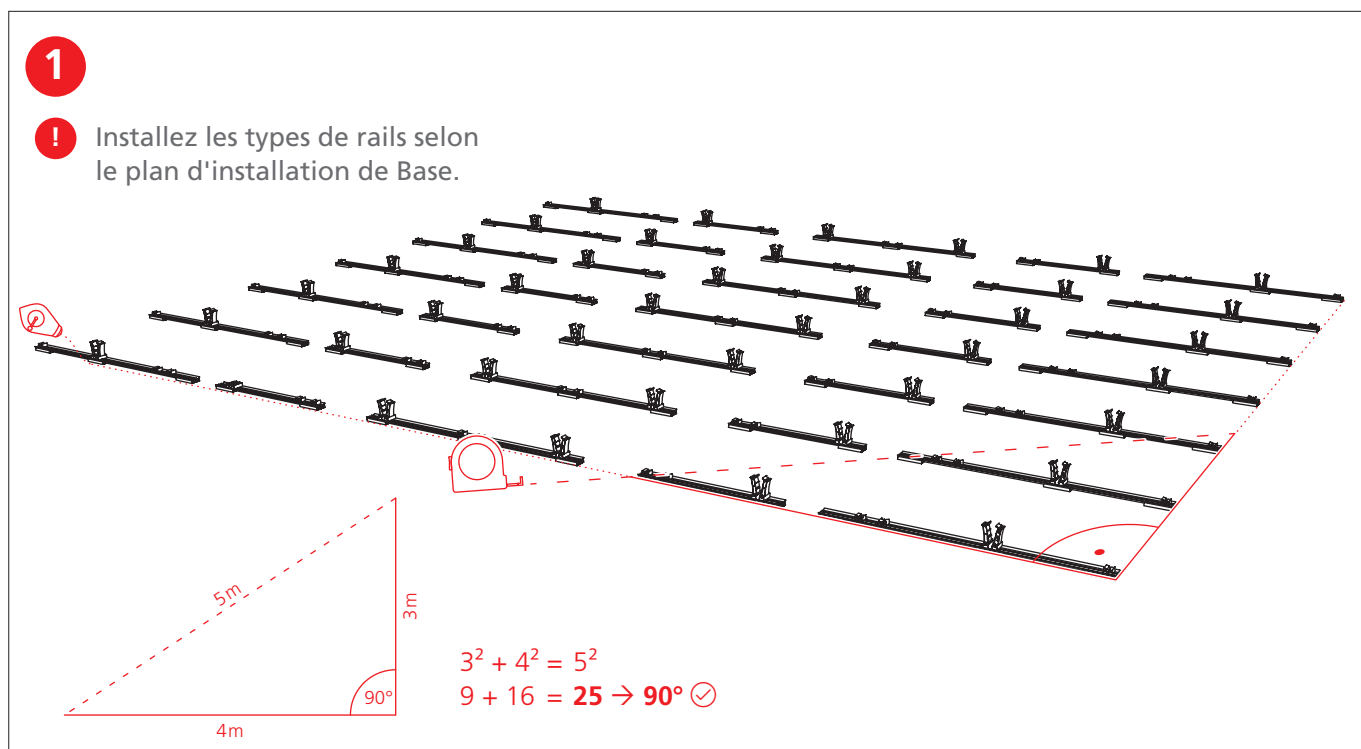 1
!
Installez les types de rails selon
le plan d'installation de Base.
5m
3m
90°
4m
3² + 4² = 5²
9 + 16 = 25 → 90°